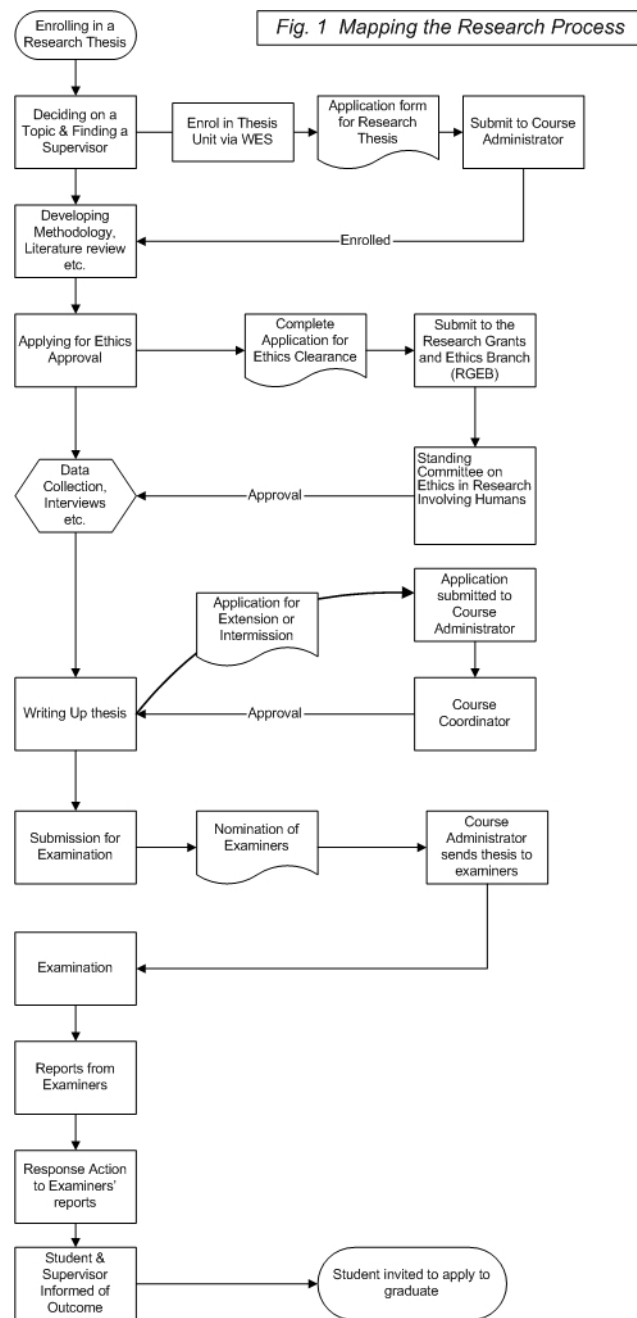 Enrolling in a
Research Thesis
Fig. 1 Mapping the Research Process
Deciding on a
Topic & Finding a
Supervisor
Enrol in Thesis
Unit via WES
Application form
for Research
Thesis
Submit to Course
Administrator
Developing
Methodology,
Literature review
etc.
Enrolled
Applying for Ethics
Approval
Complete
Application for
Ethics Clearance
Submit to the
Research Grants
and Ethics Branch
(RGEB)
Data
Collection,
Interviews
etc.
Approval
Standing
Committee on
Ethics in Research
Involving Humans
Application for
Extension or
Intermission
Application
submitted to
Course
Administrator
Writing Up thesis
Approval
Course
Coordinator
Submission for
Examination
Nomination of
Examiners
Course
Administrator
sends thesis to
examiners
Examination
Reports from
Examiners
Response Action
to Examiners'
reports
Student &
Supervisor
Informed of
Outcome
Student invited to apply to
graduate